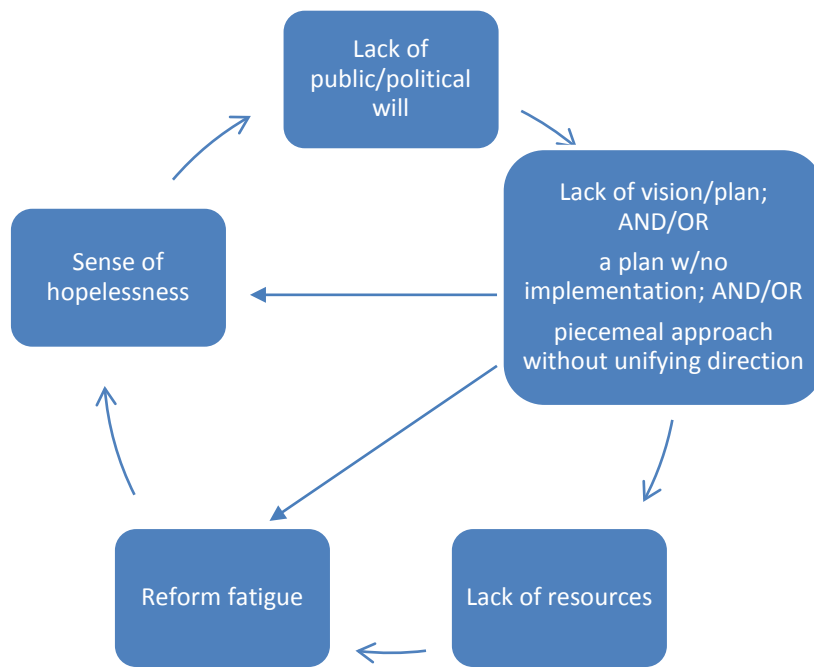 Lack of
public/political
will
Lack of vision/plan;
AND/OR
a plan w/no
implementation; AND/OR
piecemeal approach
without unifying direction
Sense of
hopelessness
Reform fatigue
Lack of resources